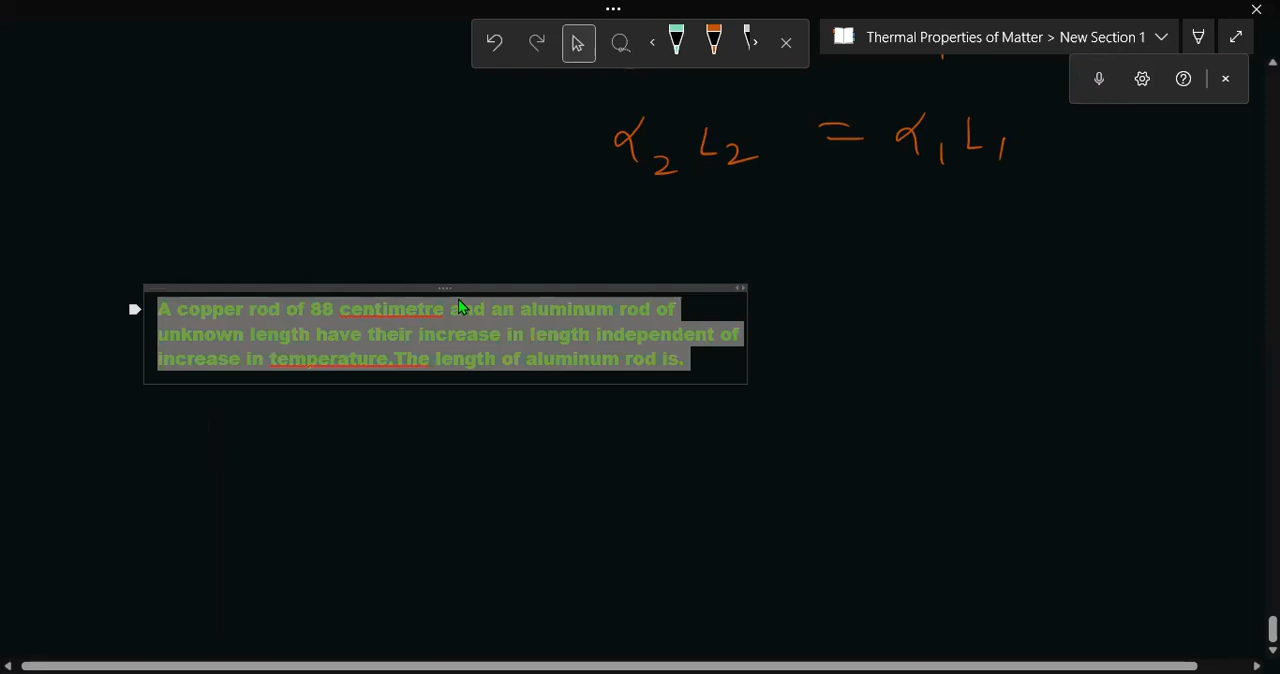 Thermal Properties of Matter > New Section 1
α₂ L₂ = α₁ L₁
A copper rod of 88 centimetre and an aluminum rod of
unknown length have their increase in length independent of
increase in temperature.The length of aluminum rod is.